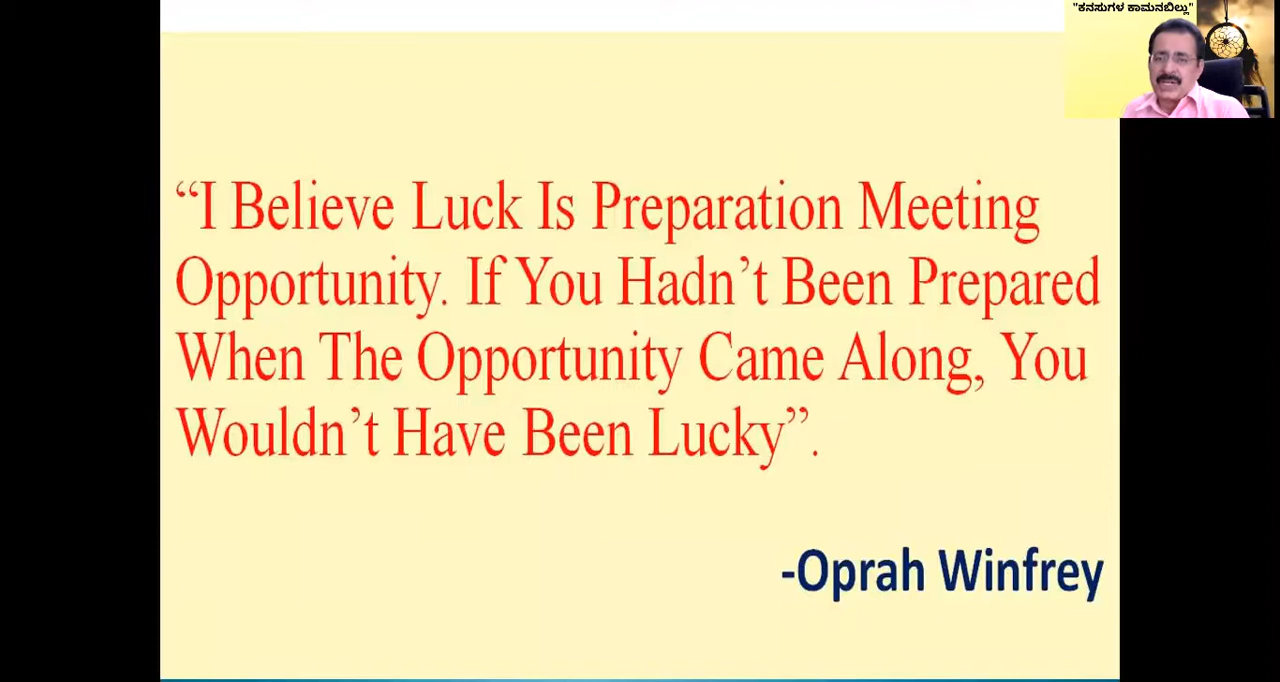 "ಕನಸುಗಳ ಕಾಮನಬಿಲ್ಲು"
“I Believe Luck Is Preparation Meeting
Opportunity. If You Hadn’t Been Prepared
When The Opportunity Came Along, You
Wouldn’t Have Been Lucky”.
-Oprah Winfrey